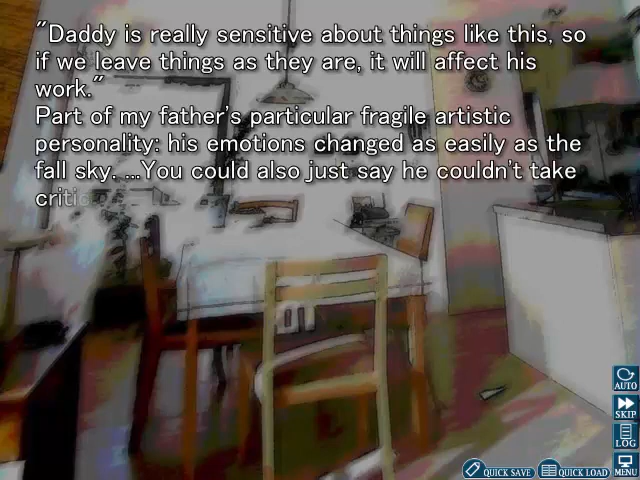 "Daddy is really sensitive about things like this, so
if we leave things as they are, it will affect his
work."
Part of my father's particular fragile artistic
personality: his emotions changed as easily as the
fall sky. ...You could also just say he couldn't take
critic
AUTO
SKIP
LOG
MENU
QUICK SAVE
QUICK LOAD